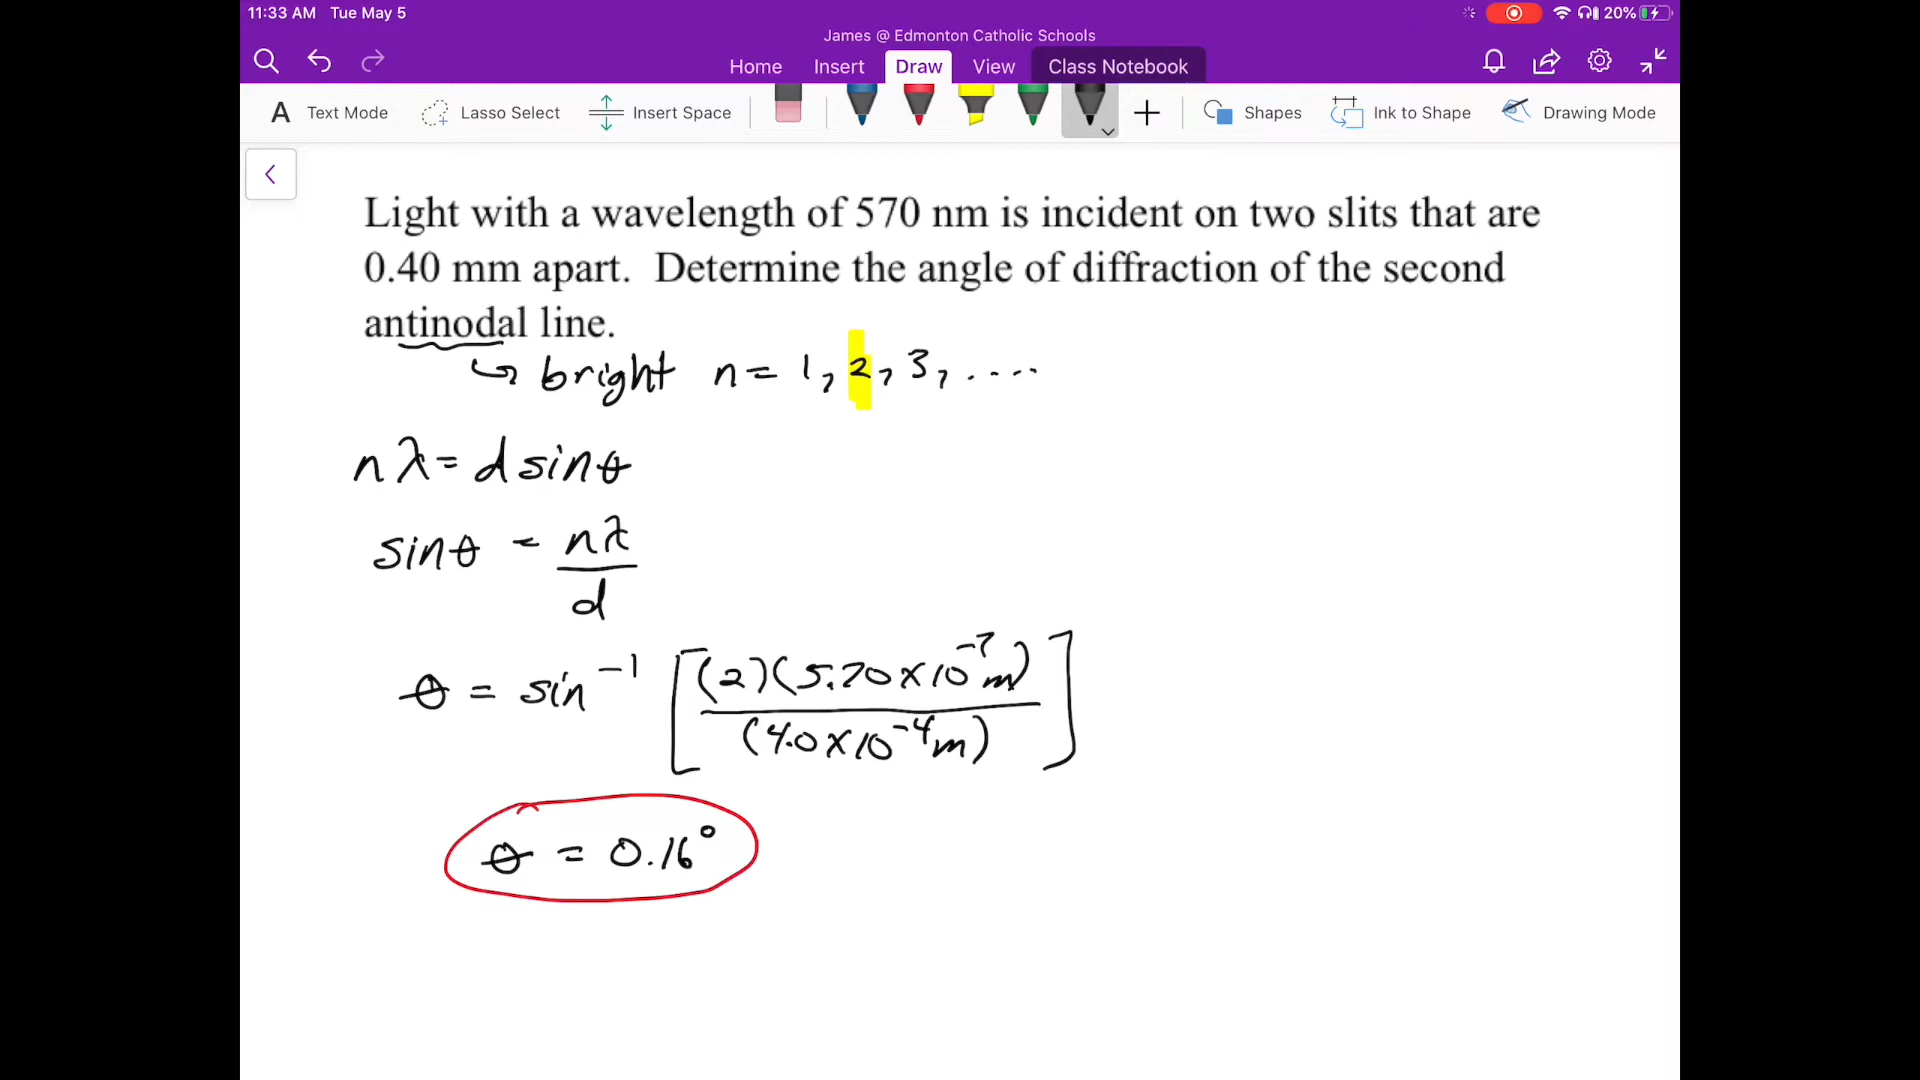 11:33 AM Tue May 5
20%
James @ Edmonton Catholic Schools
Home Insert Draw View Class Notebook
A Text Mode Lasso Select Insert Space Shapes Ink to Shape Drawing Mode
Light with a wavelength of 570 nm is incident on two slits that are
0.40 mm apart. Determine the angle of diffraction of the second
antinodal line.
↪ bright n = 1, 2, 3, ....
nλ = d sinθ
sinθ = nλ
d
θ = sin⁻¹ [ (2)(5.70 x 10⁻⁷ m)
(4.0 x 10⁻⁴ m) ]
θ = 0.16°